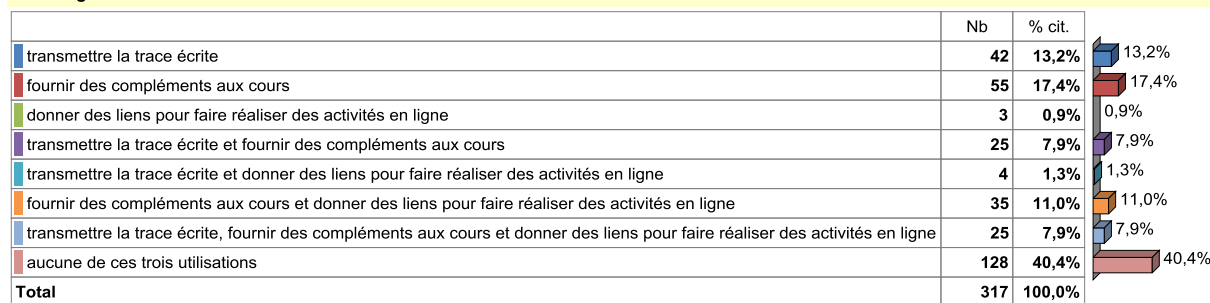 Nb % cit.
transmettre la trace écrite 42 13,2% 13,2%
fournir des compléments aux cours 55 17,4% 17,4%
donner des liens pour faire réaliser des activités en ligne 3 0,9% 0,9%
transmettre la trace écrite et fournir des compléments aux cours 25 7,9% 7,9%
transmettre la trace écrite et donner des liens pour faire réaliser des activités en ligne 4 1,3% 1,3%
fournir des compléments aux cours et donner des liens pour faire réaliser des activités en ligne 35 11,0% 11,0%
transmettre la trace écrite, fournir des compléments aux cours et donner des liens pour faire réaliser des activités en ligne 25 7,9% 7,9%
aucune de ces trois utilisations 128 40,4% 40,4%
Total 317 100,0%